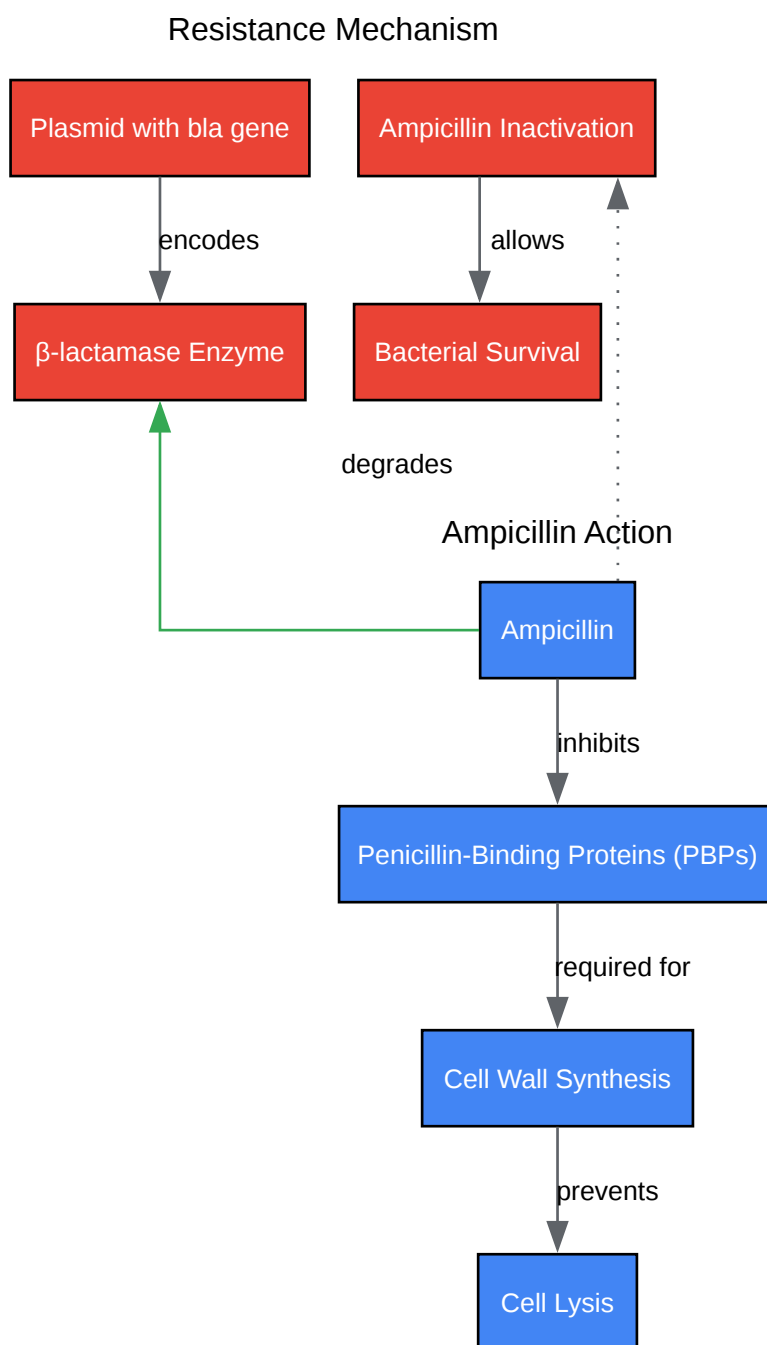 Resistance Mechanism
Plasmid with bla gene
Ampicillin Inactivation
encodes
allows
β-lactamase Enzyme
Bacterial Survival
degrades
Ampicillin Action
Ampicillin
inhibits
Penicillin-Binding Proteins (PBPs)
required for
Cell Wall Synthesis
prevents
Cell Lysis